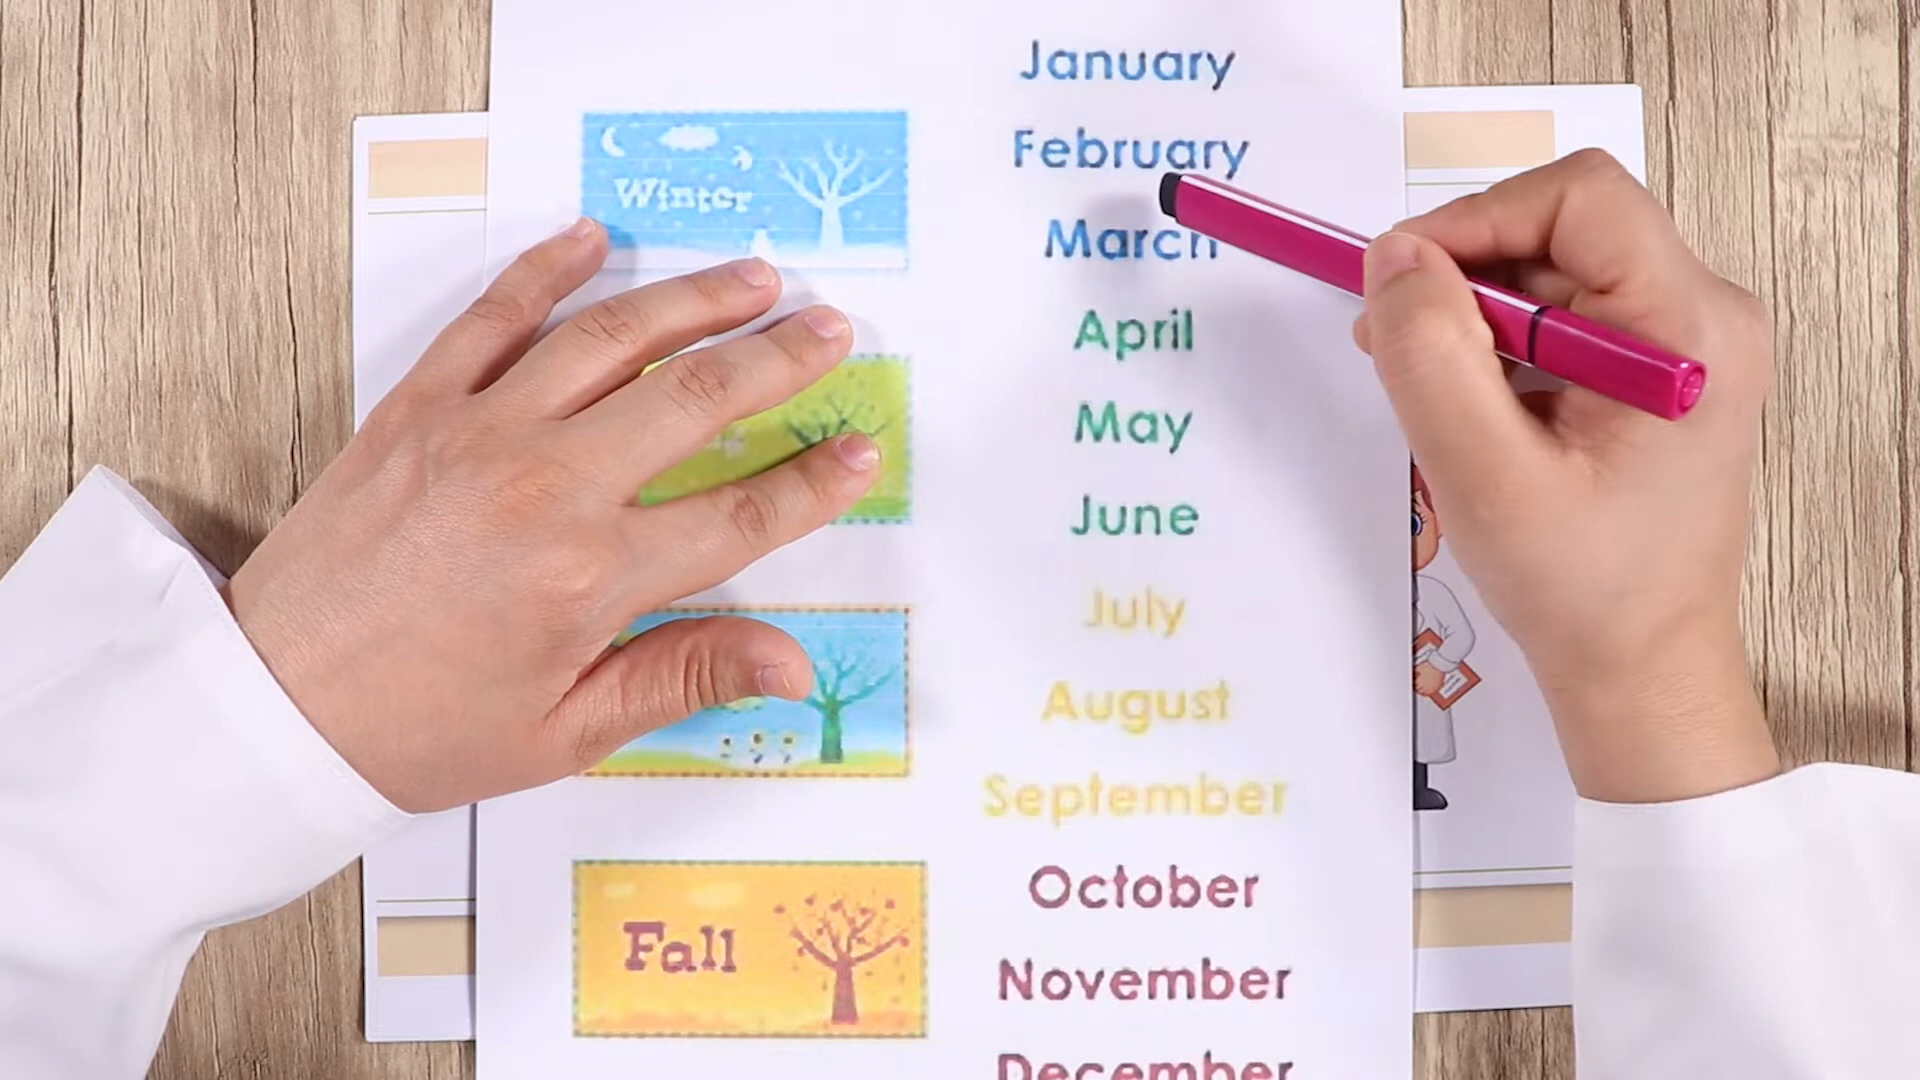 January
February
March
April
May
June
July
August
September
October
November
December
Winter
Fall